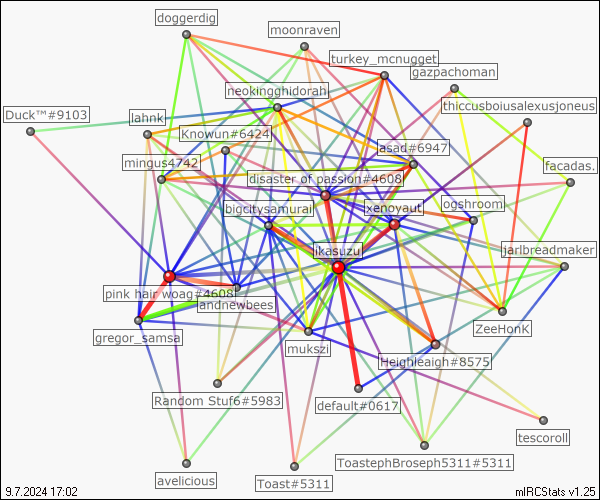 doggerdig
moonraven
turkey_mcnugget
gazpachoman
neokingghidorah
thiccusboiusalexusjoneus
Duck™#9103
lahnk
Knowun#6424
asad#6947
mingus4742
facadas.
disaster of passion#4608
bigcitysamurai
xenoyaut
ogshroom
ikasuzu
jarlbreadmaker
pink hair woag#4608
andnewbees
gregor_samsa
mukszi
ZeeHonK
Heighleaigh#8575
Random Stuf6#5983
default#0617
tescoroll
ToastephBroseph5311#5311
avelicious
Toast#5311
9.7.2024 17:02
mIRCStats v1.25